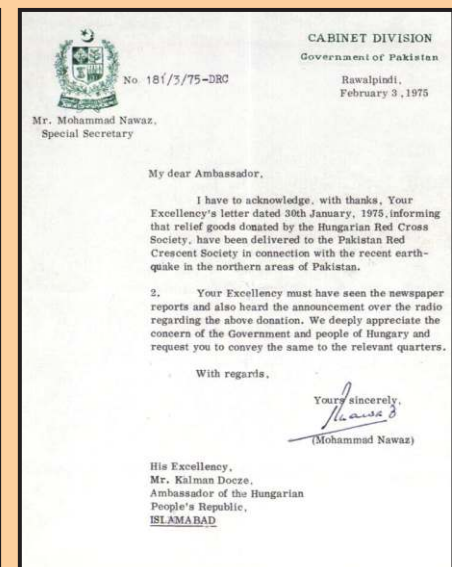 CABINET DIVISION
Government of Pakistan
No. 181/3/75-DRC
Rawalpindi,
February 3, 1975
Mr. Mohammad Nawaz,
Special Secretary
My dear Ambassador,
I have to acknowledge, with thanks, Your
Excellency's letter dated 30th January, 1975, informing
that relief goods donated by the Hungarian Red Cross
Society, have been delivered to the Pakistan Red
Crescent Society in connection with the recent earth-
quake in the northern areas of Pakistan.
2. Your Excellency must have seen the newspaper
reports and also heard the announcement over the radio
regarding the above donation. We deeply appreciate the
concern of the Government and people of Hungary and
request you to convey the same to the relevant quarters.
With regards,
Yours sincerely,
(Mohammad Nawaz)
His Excellency,
Mr. Kalman Docze,
Ambassador of the Hungarian
People's Republic,
ISLAMABAD